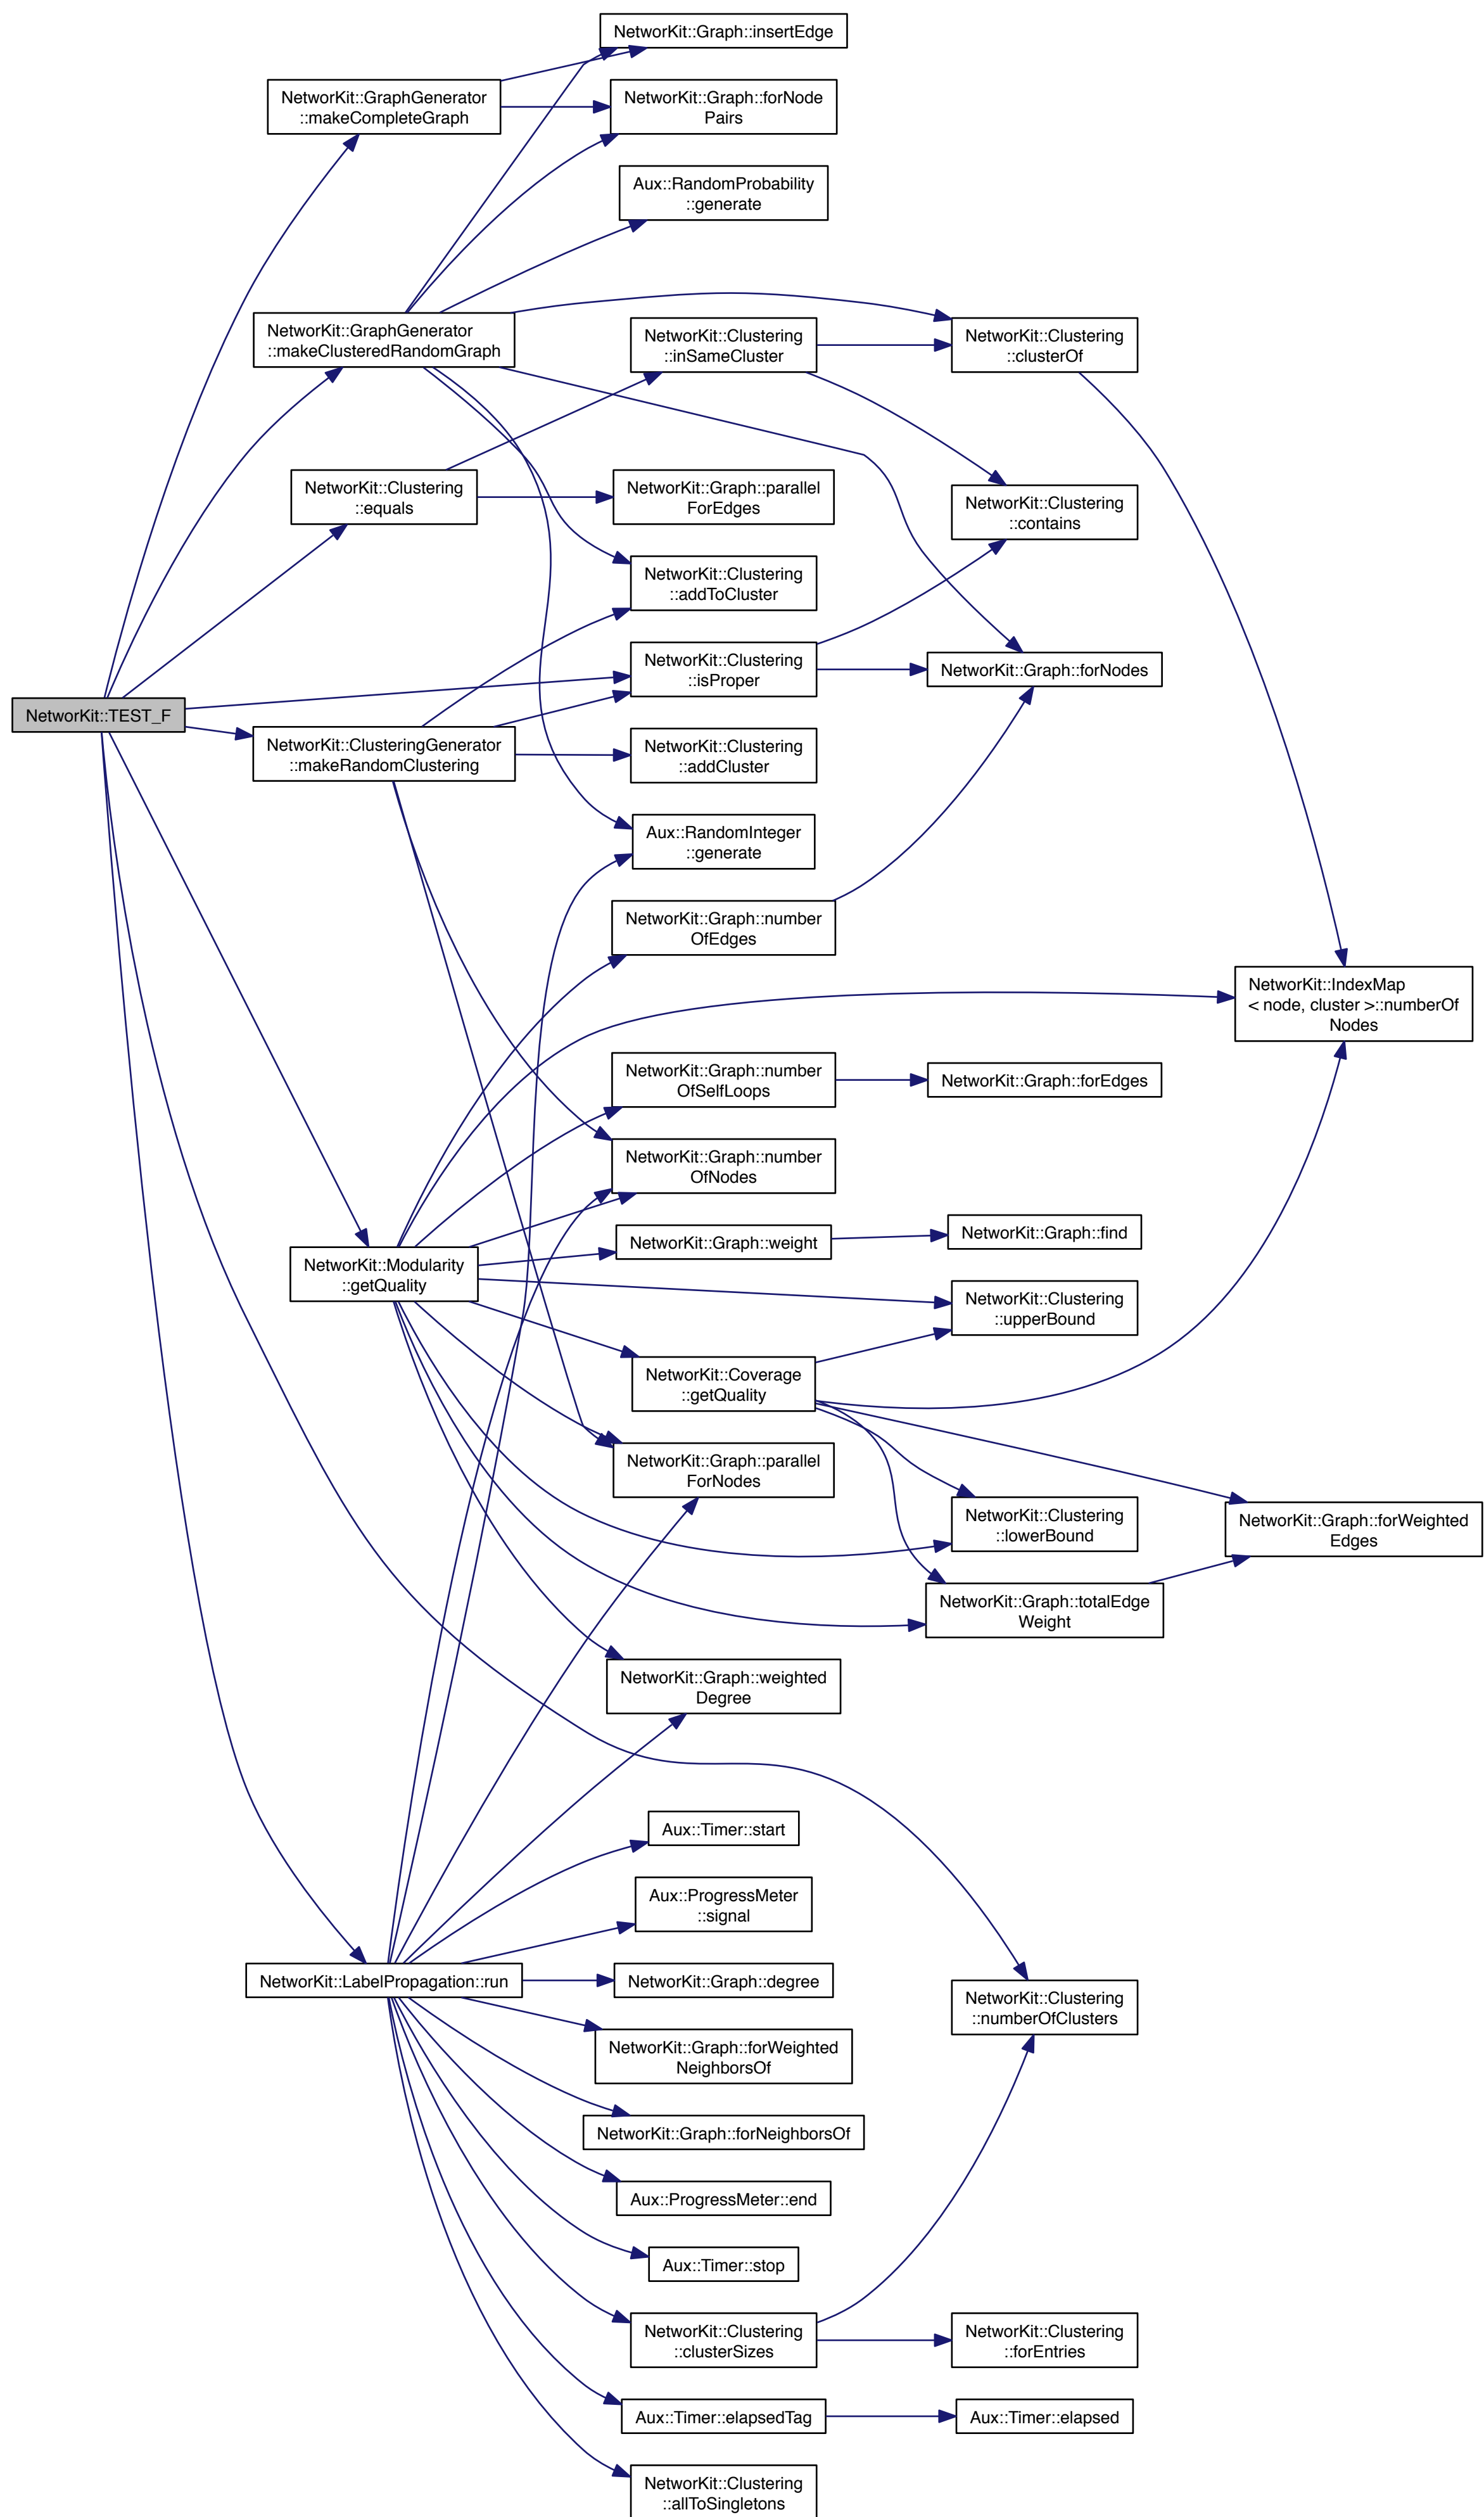 NetworKit::Graph::insertEdge
NetworKit::GraphGenerator
::makeCompleteGraph
NetworKit::Graph::forNode
Pairs
Aux::RandomProbability
::generate
NetworKit::GraphGenerator
::makeClusteredRandomGraph
NetworKit::Clustering
::inSameCluster
NetworKit::Clustering
::clusterOf
NetworKit::Clustering
::equals
NetworKit::Graph::parallel
ForEdges
NetworKit::Clustering
::contains
NetworKit::Clustering
::addToCluster
NetworKit::Clustering
::isProper
NetworKit::Graph::forNodes
NetworKit::TEST_F
NetworKit::ClusteringGenerator
::makeRandomClustering
NetworKit::Clustering
::addCluster
Aux::RandomInteger
::generate
NetworKit::Graph::number
OfEdges
NetworKit::IndexMap
< node, cluster >::numberOf
Nodes
NetworKit::Graph::number
OfSelfLoops
NetworKit::Graph::forEdges
NetworKit::Graph::number
OfNodes
NetworKit::Graph::weight
NetworKit::Graph::find
NetworKit::Modularity
::getQuality
NetworKit::Clustering
::upperBound
NetworKit::Coverage
::getQuality
NetworKit::Graph::parallel
ForNodes
NetworKit::Clustering
::lowerBound
NetworKit::Graph::forWeighted
Edges
NetworKit::Graph::totalEdge
Weight
NetworKit::Graph::weighted
Degree
Aux::Timer::start
Aux::ProgressMeter
::signal
NetworKit::LabelPropagation::run
NetworKit::Graph::degree
NetworKit::Clustering
::numberOfClusters
NetworKit::Graph::forWeighted
NeighborsOf
NetworKit::Graph::forNeighborsOf
Aux::ProgressMeter::end
Aux::Timer::stop
NetworKit::Clustering
::clusterSizes
NetworKit::Clustering
::forEntries
Aux::Timer::elapsedTag
Aux::Timer::elapsed
NetworKit::Clustering
::allToSingletons